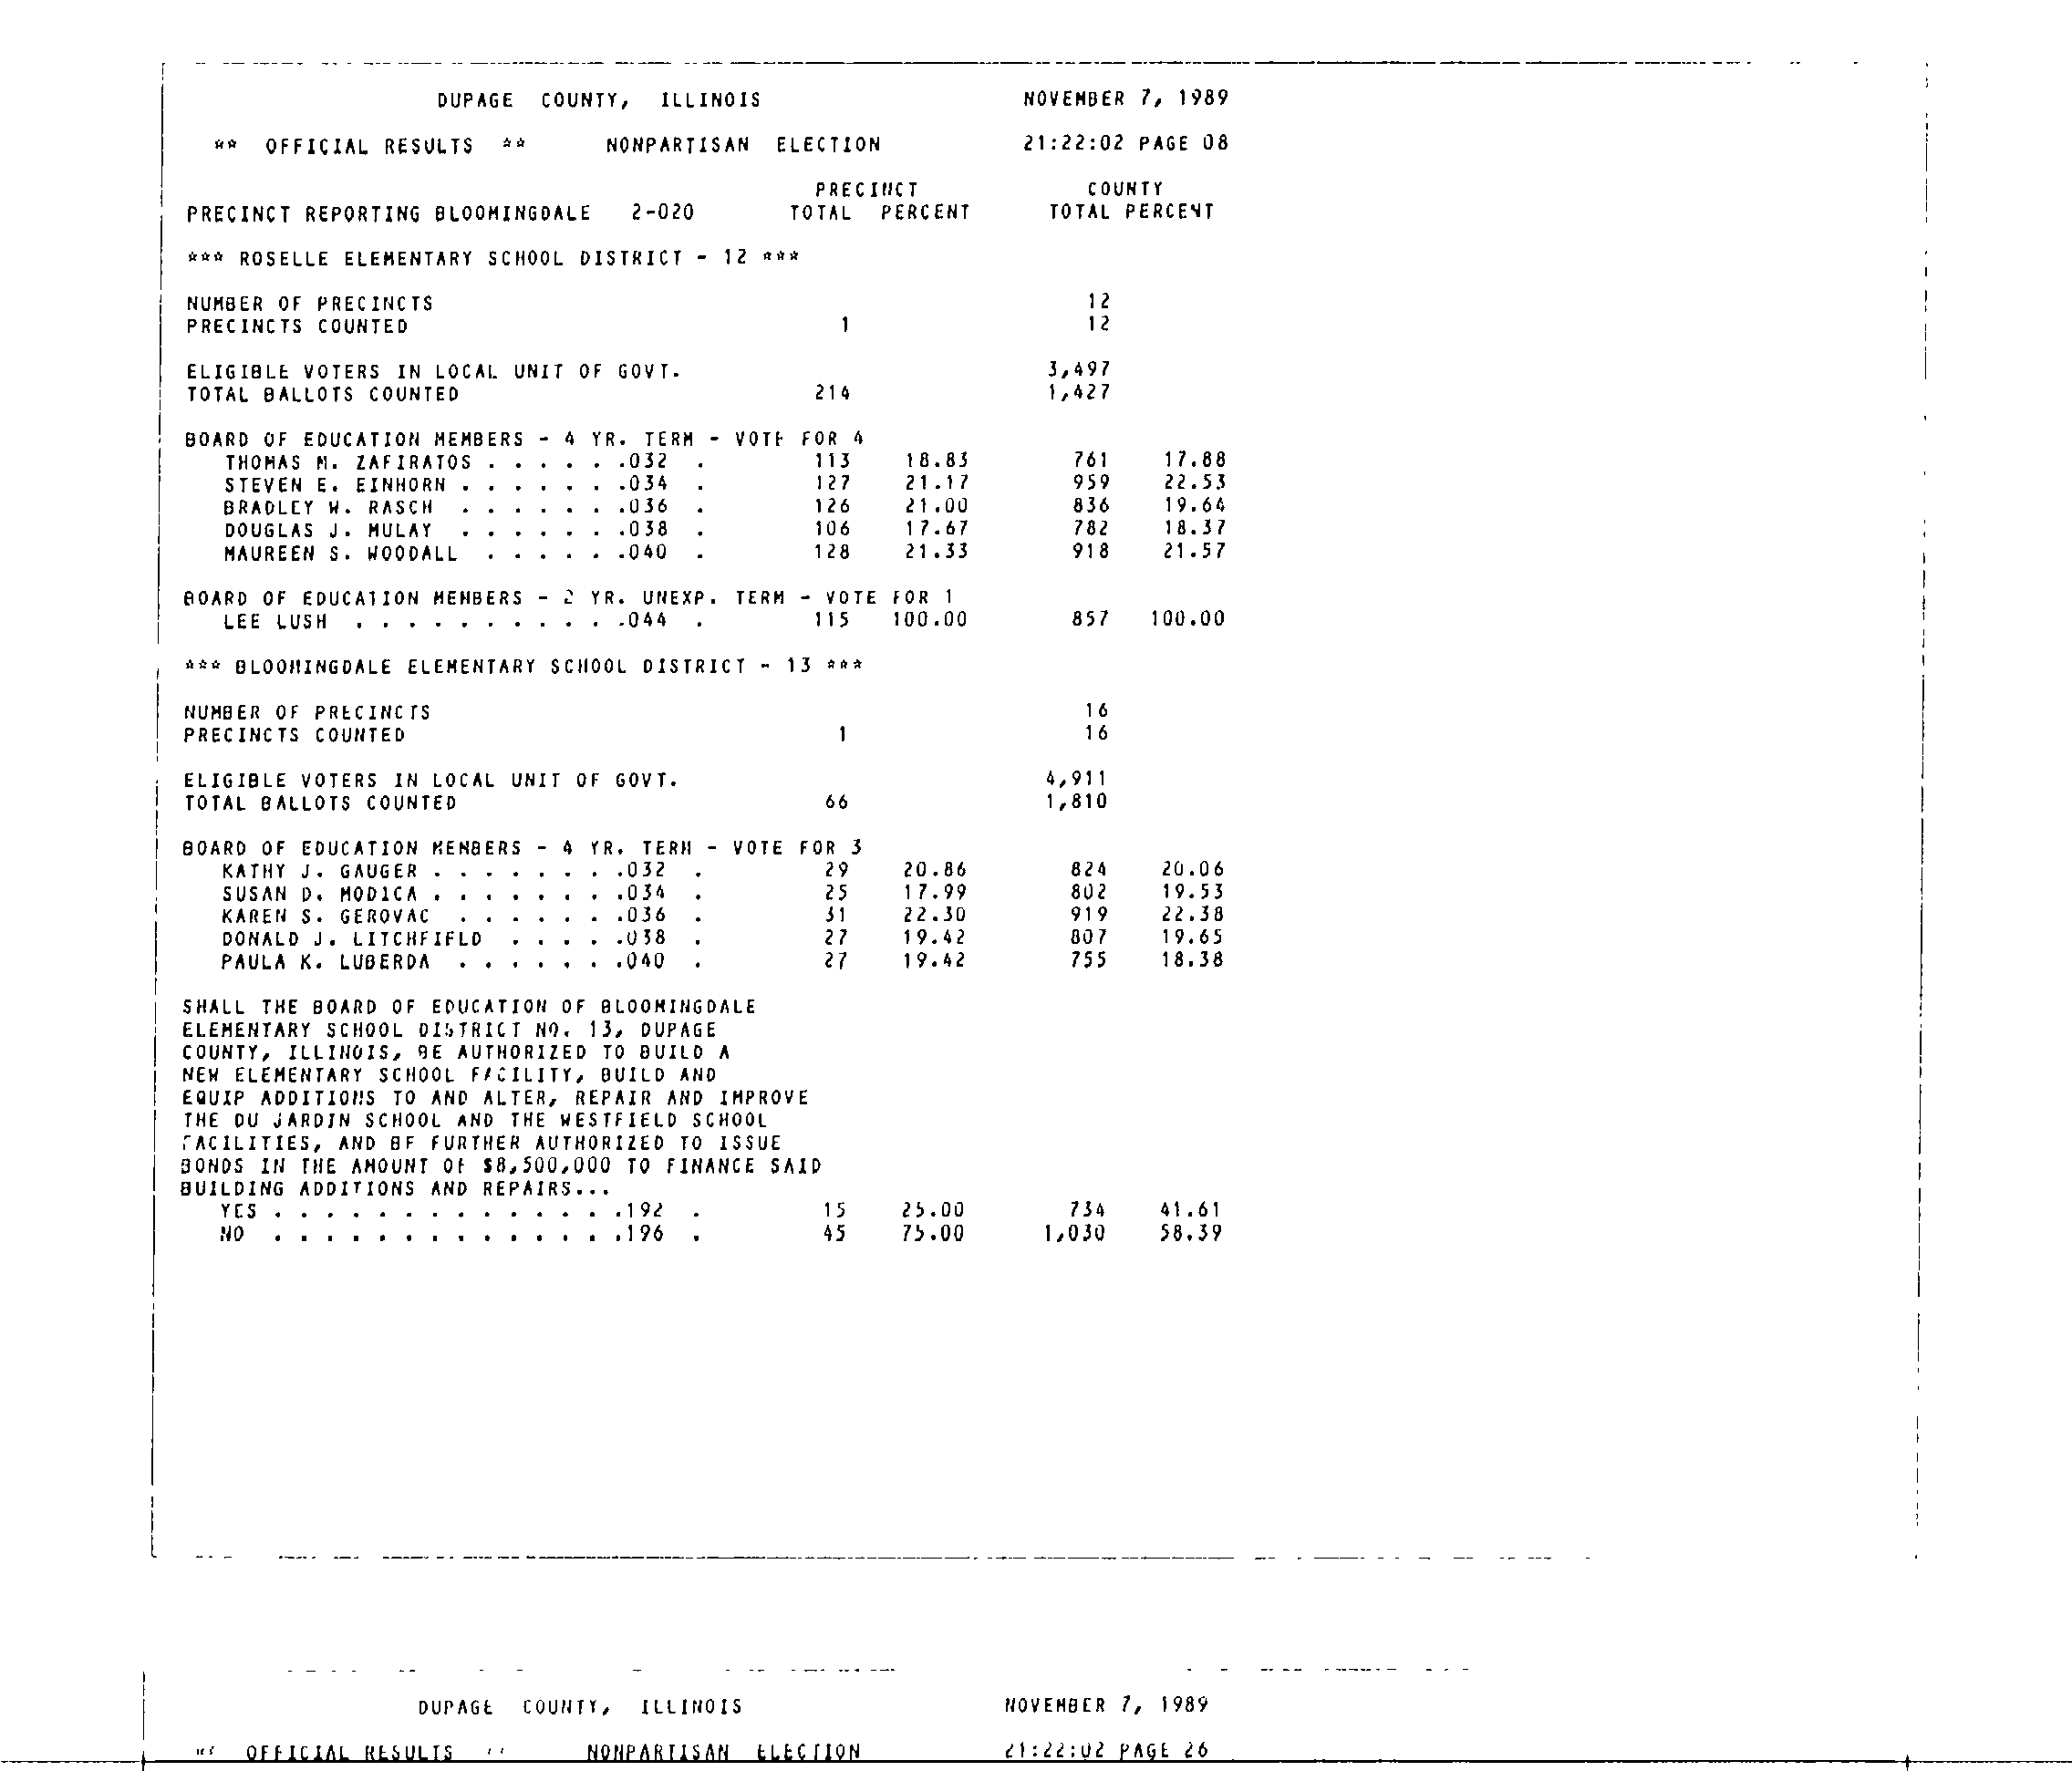 DUPAGE COUNTY, ILLINOIS NOVEMBER 7, 1989
** OFFICIAL RESULTS ** NONPARTISAN ELECTION 21:22:02 PAGE 08
PRECINCT COUNTY
PRECINCT REPORTING BLOOMINGDALE 2-020 TOTAL PERCENT TOTAL PERCENT
*** ROSELLE ELEMENTARY SCHOOL DISTRICT - 12 ***
NUMBER OF PRECINCTS 12
PRECINCTS COUNTED 1 12
ELIGIBLE VOTERS IN LOCAL UNIT OF GOVT. 3,497
TOTAL BALLOTS COUNTED 214 1,427
BOARD OF EDUCATION MEMBERS - 4 YR. TERM - VOTE FOR 4
THOMAS M. ZAFIRATOS . . . . . .032 . 113 18.83 761 17.88
STEVEN E. EINHORN . . . . . . .034 . 127 21.17 959 22.53
BRADLEY W. RASCH . . . . . . .036 . 126 21.00 836 19.64
DOUGLAS J. MULAY . . . . . . .038 . 106 17.67 782 18.37
MAUREEN S. WOODALL . . . . . .040 . 128 21.33 918 21.57
BOARD OF EDUCATION MEMBERS - 2 YR. UNEXP. TERM - VOTE FOR 1
LEE LUSH . . . . . . . . . . .044 . 115 100.00 857 100.00
*** BLOOMINGDALE ELEMENTARY SCHOOL DISTRICT - 13 ***
NUMBER OF PRECINCTS 16
PRECINCTS COUNTED 1 16
ELIGIBLE VOTERS IN LOCAL UNIT OF GOVT. 4,911
TOTAL BALLOTS COUNTED 66 1,810
BOARD OF EDUCATION MEMBERS - 4 YR. TERM - VOTE FOR 3
KATHY J. GAUGER . . . . . . . .032 . 29 20.86 824 20.06
SUSAN D. MODICA . . . . . . . .034 . 25 17.99 802 19.53
KAREN S. GEROVAC . . . . . . .036 . 31 22.30 919 22.38
DONALD J. LITCHFIELD . . . . .038 . 27 19.42 807 19.65
PAULA K. LUBERDA . . . . . . .040 . 27 19.42 755 18.38
SHALL THE BOARD OF EDUCATION OF BLOOMINGDALE
ELEMENTARY SCHOOL DISTRICT NO. 13, DUPAGE
COUNTY, ILLINOIS, BE AUTHORIZED TO BUILD A
NEW ELEMENTARY SCHOOL FACILITY, BUILD AND
EQUIP ADDITIONS TO AND ALTER, REPAIR AND IMPROVE
THE DU JARDIN SCHOOL AND THE WESTFIELD SCHOOL
FACILITIES, AND BE FURTHER AUTHORIZED TO ISSUE
BONDS IN THE AMOUNT OF $8,500,000 TO FINANCE SAID
BUILDING ADDITIONS AND REPAIRS...
YES . . . . . . . . . . . . . .192 . 15 25.00 734 41.61
NO . . . . . . . . . . . . . .196 . 45 75.00 1,030 58.39
DUPAGE COUNTY, ILLINOIS NOVEMBER 7, 1989
OFFICIAL RESULTS NONPARTISAN ELECTION 21:22:02 PAGE 26